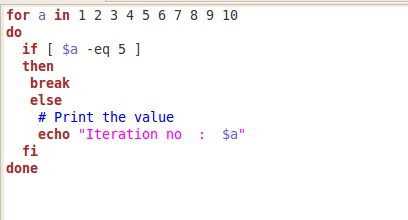 for a in 1 2 3 4 5 6 7 8 9 10
do
  if [ $a -eq 5 ]
  then
   break
   else
    # Print the value
    echo "Iteration no  :  $a"
  fi
done